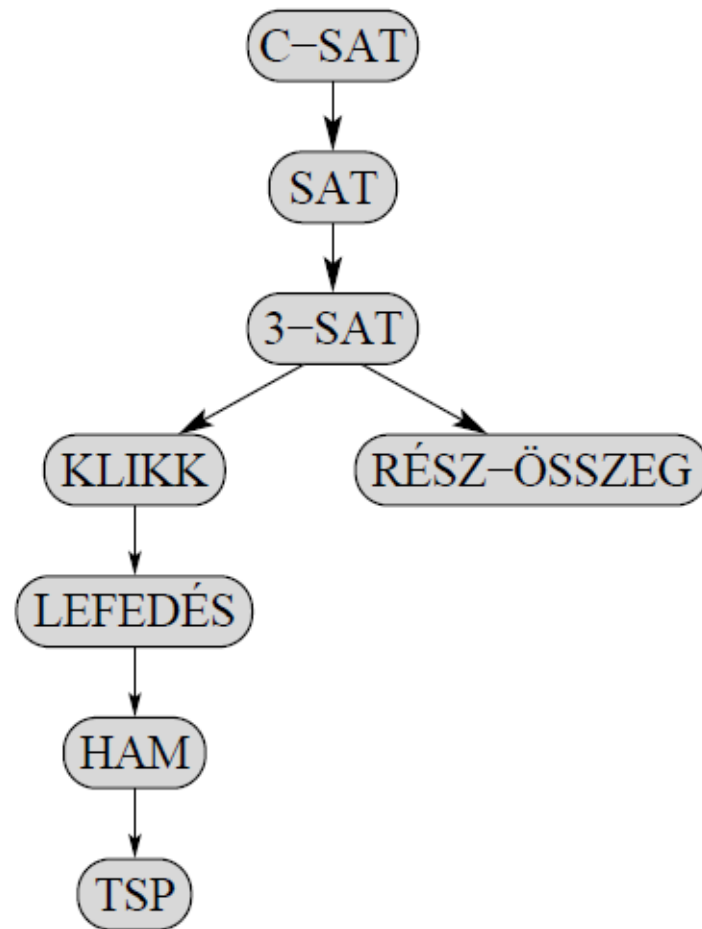 C−SAT
SAT
3−SAT
KLIKK
RÉSZ−ÖSSZEG
LEFEDÉS
HAM
TSP